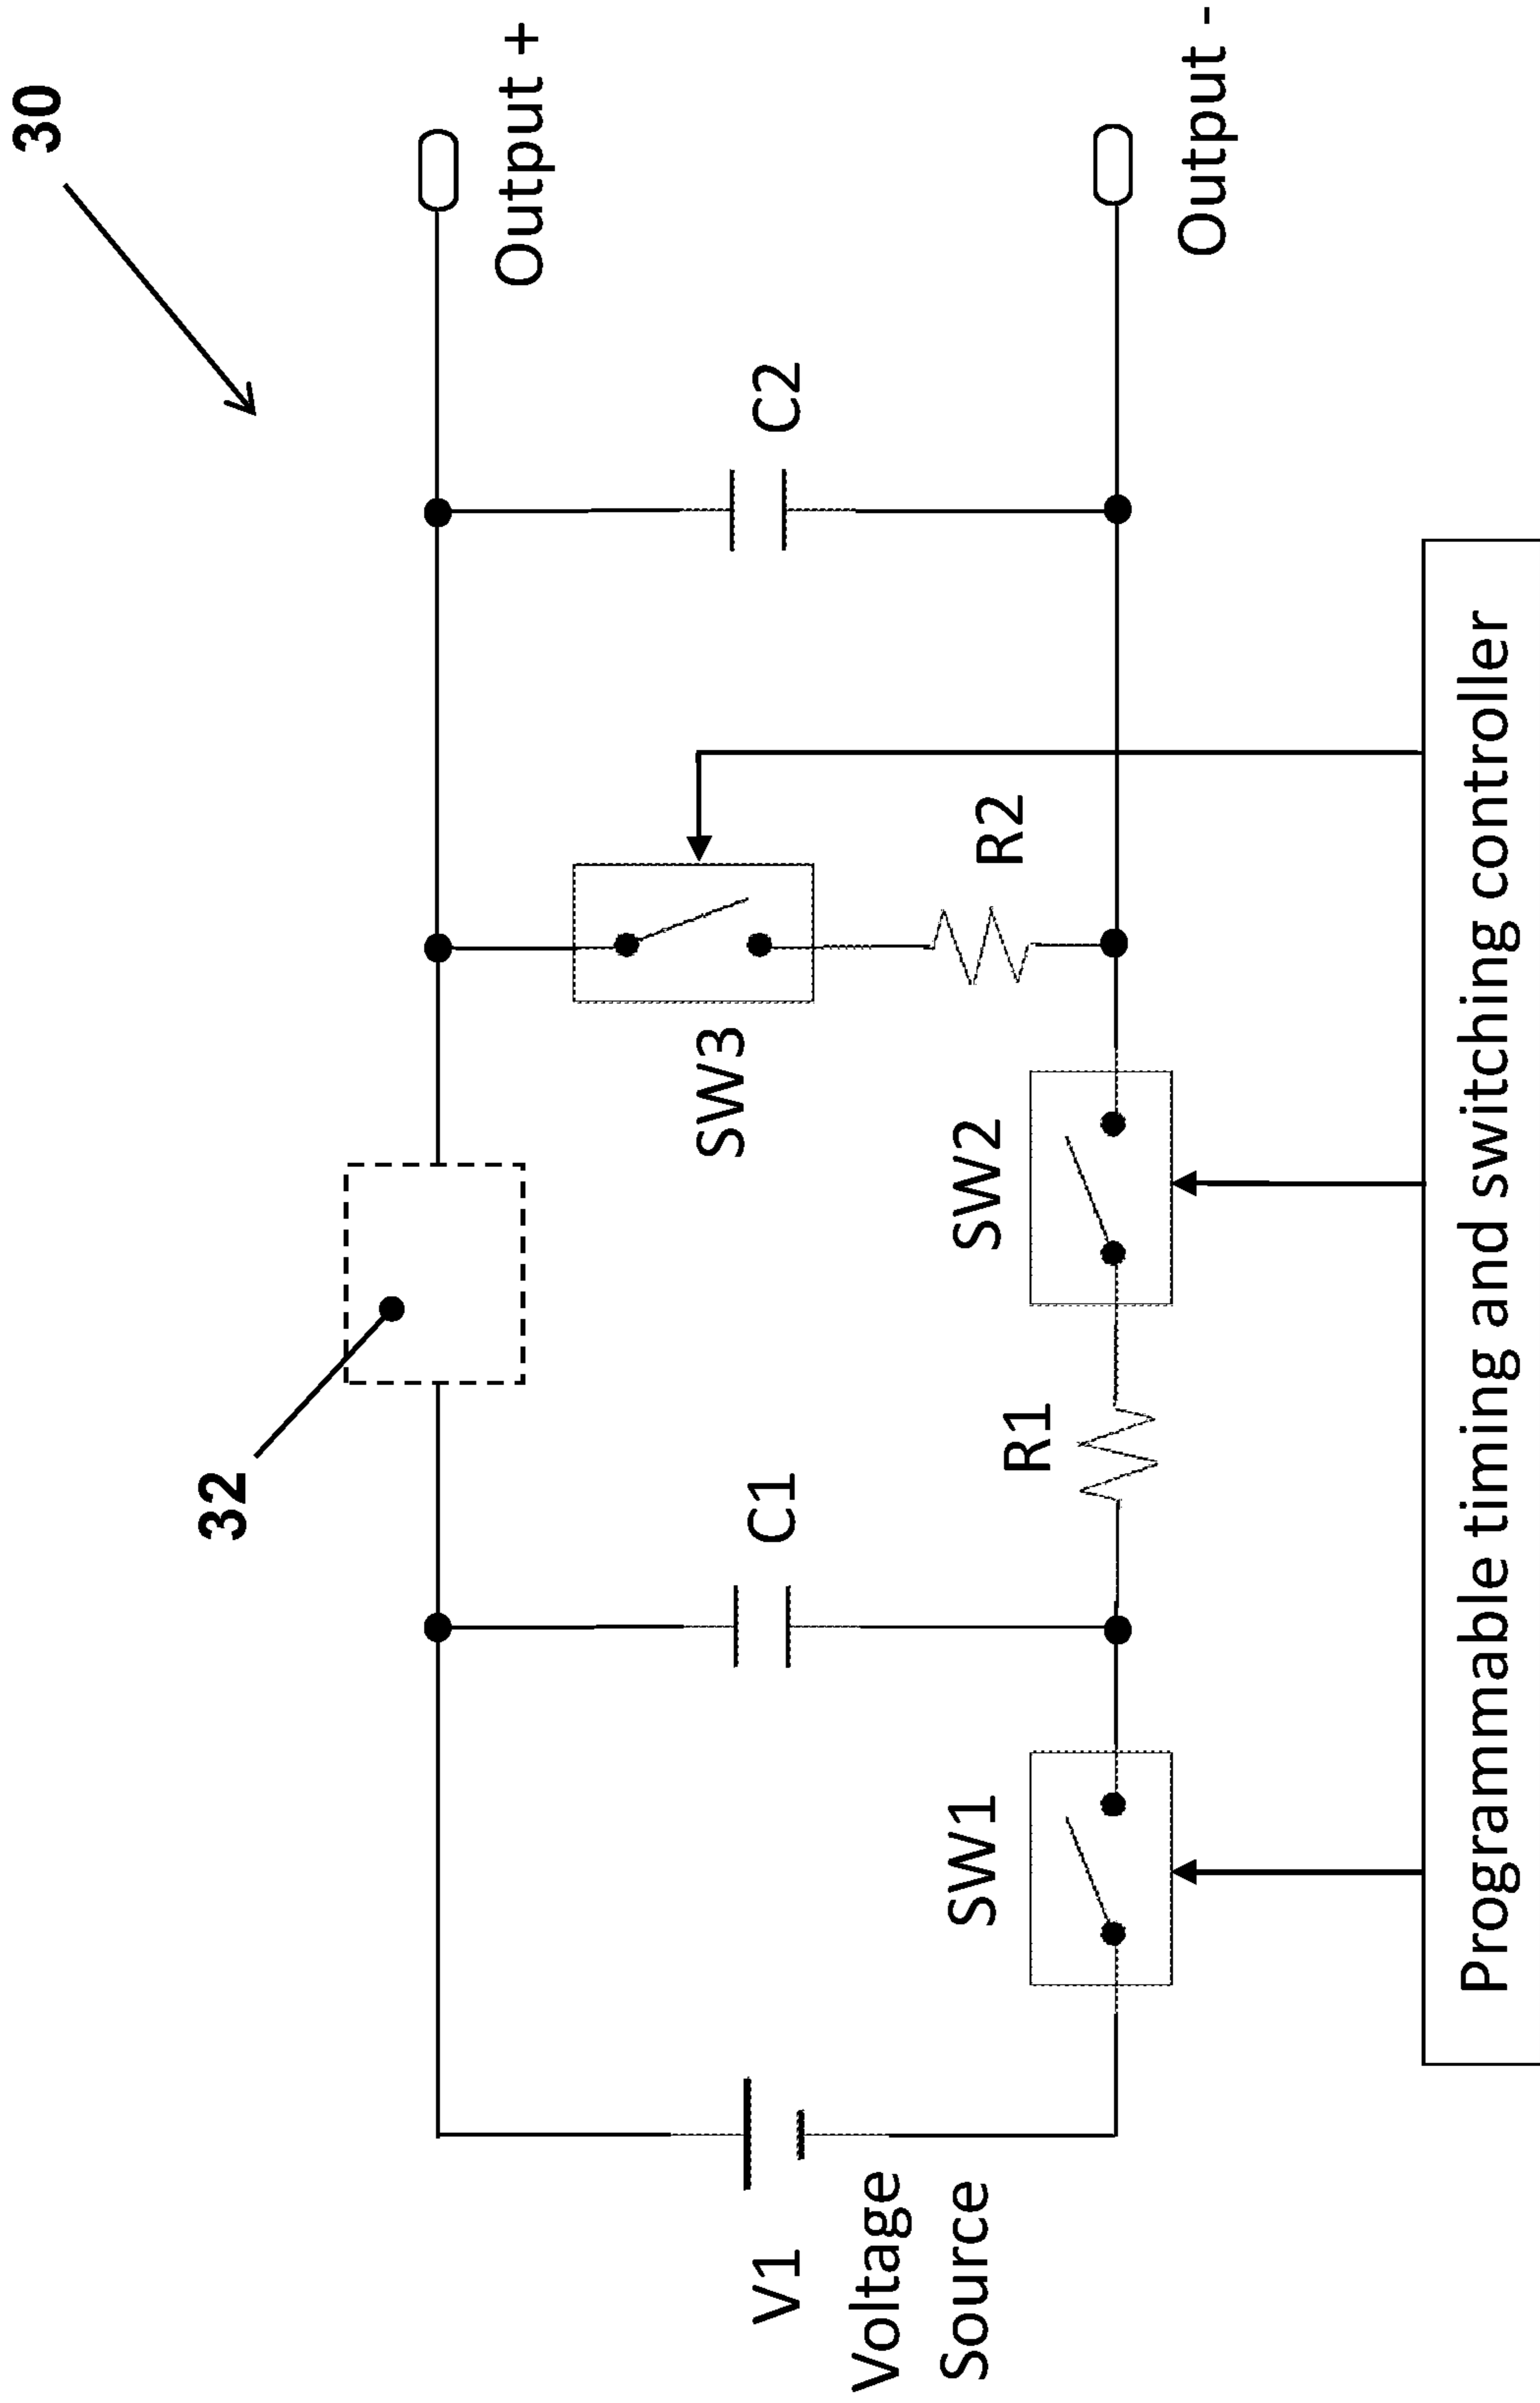 30
Output +
32
C2
SW3
C1
R2
V1
Voltage
Source
SW1
R1
SW2
Output -
Programmable timing and switching controller